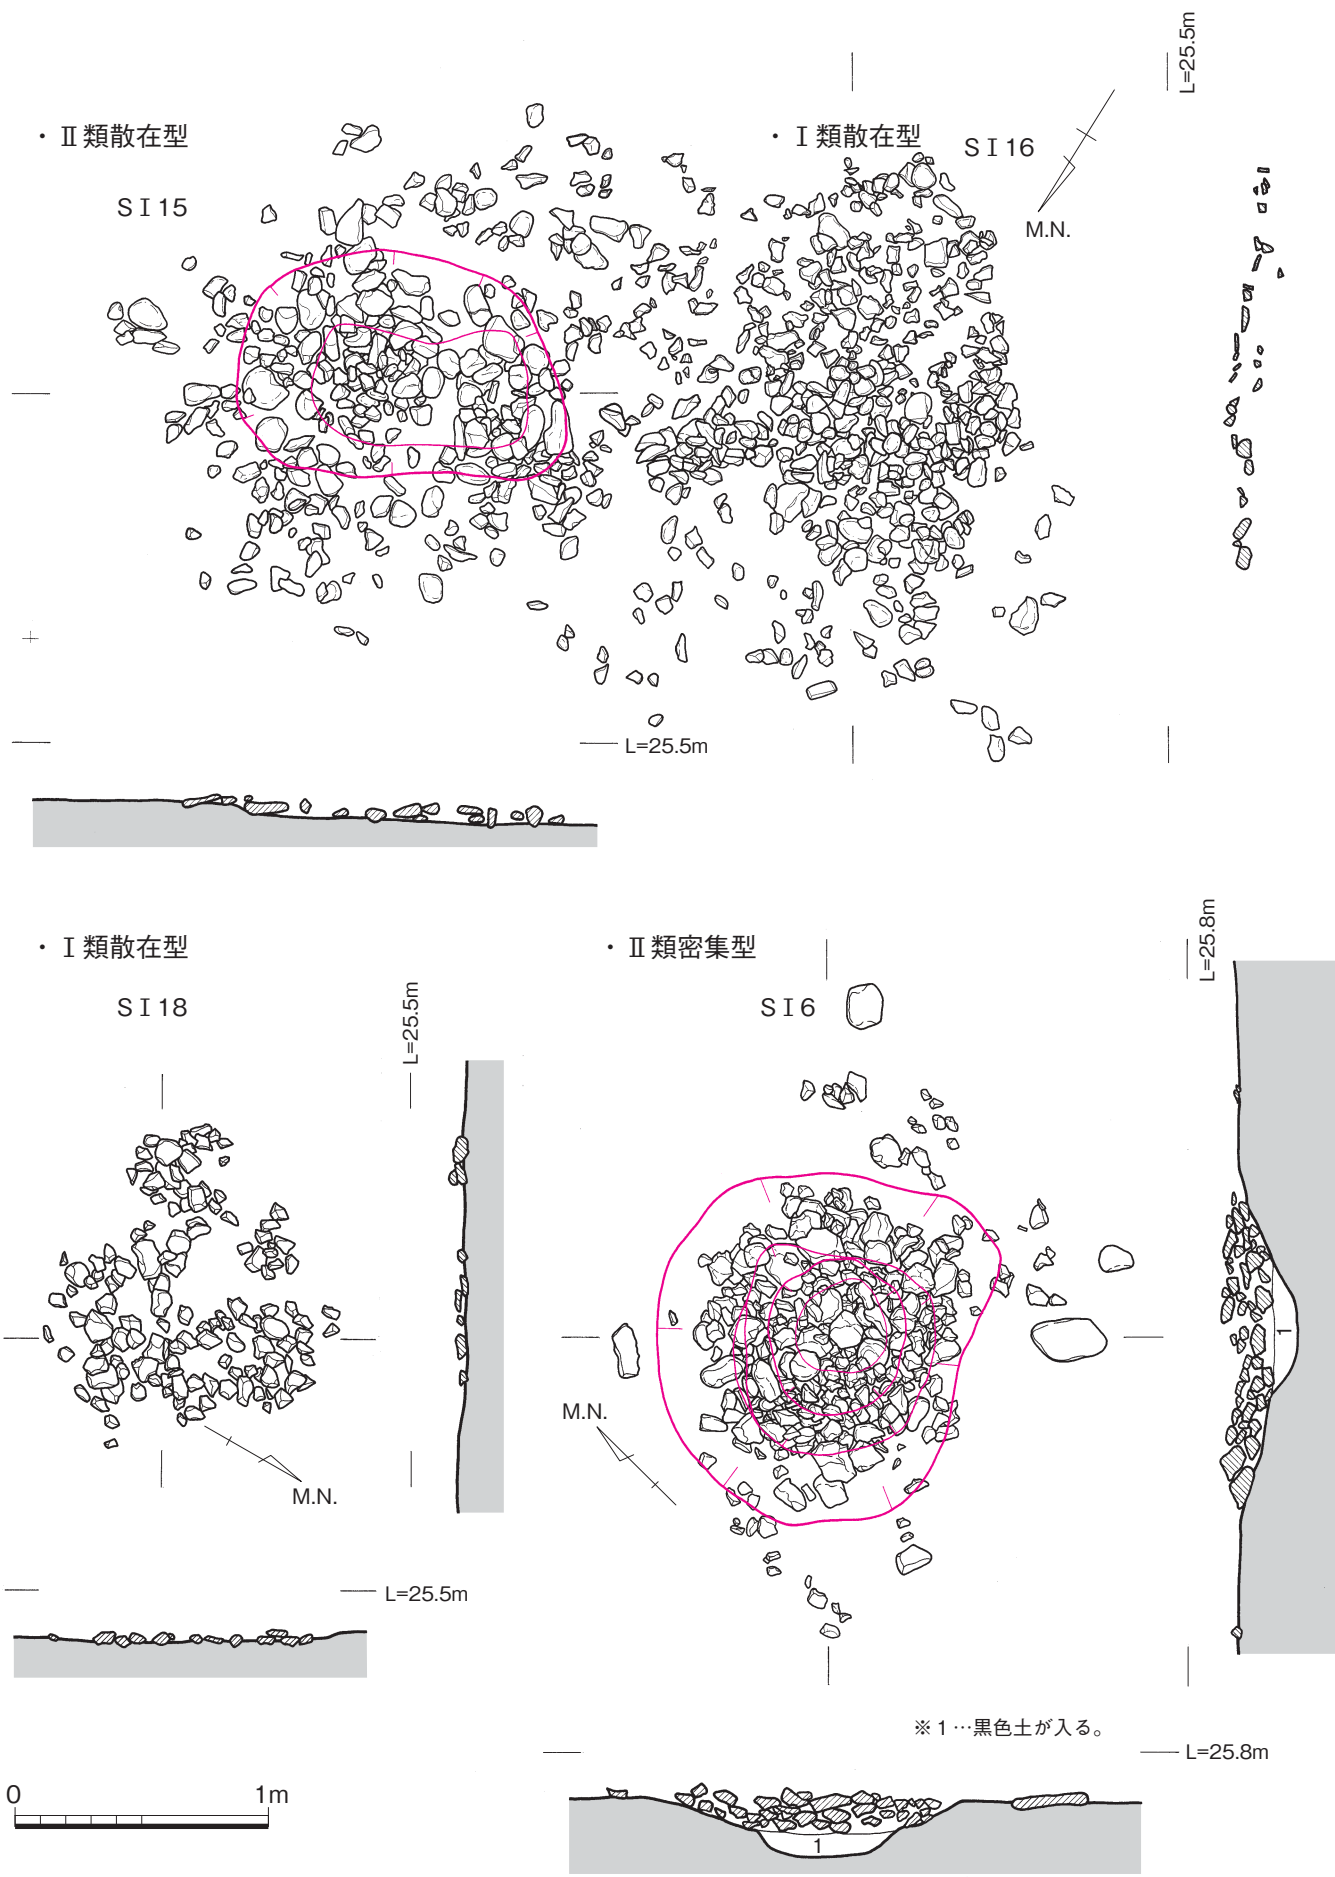 ・Ⅱ類散在型
SⅠ15
・Ⅰ類散在型
SⅠ16
L=25.5m
M.N.
L=25.5m
・Ⅰ類散在型
SⅠ18
L=25.5m
M.N.
L=25.5m
・Ⅱ類密集型
SⅠ6
L=25.8m
1
M.N.
※1…黒色土が入る。
L=25.8m
1
0 1m